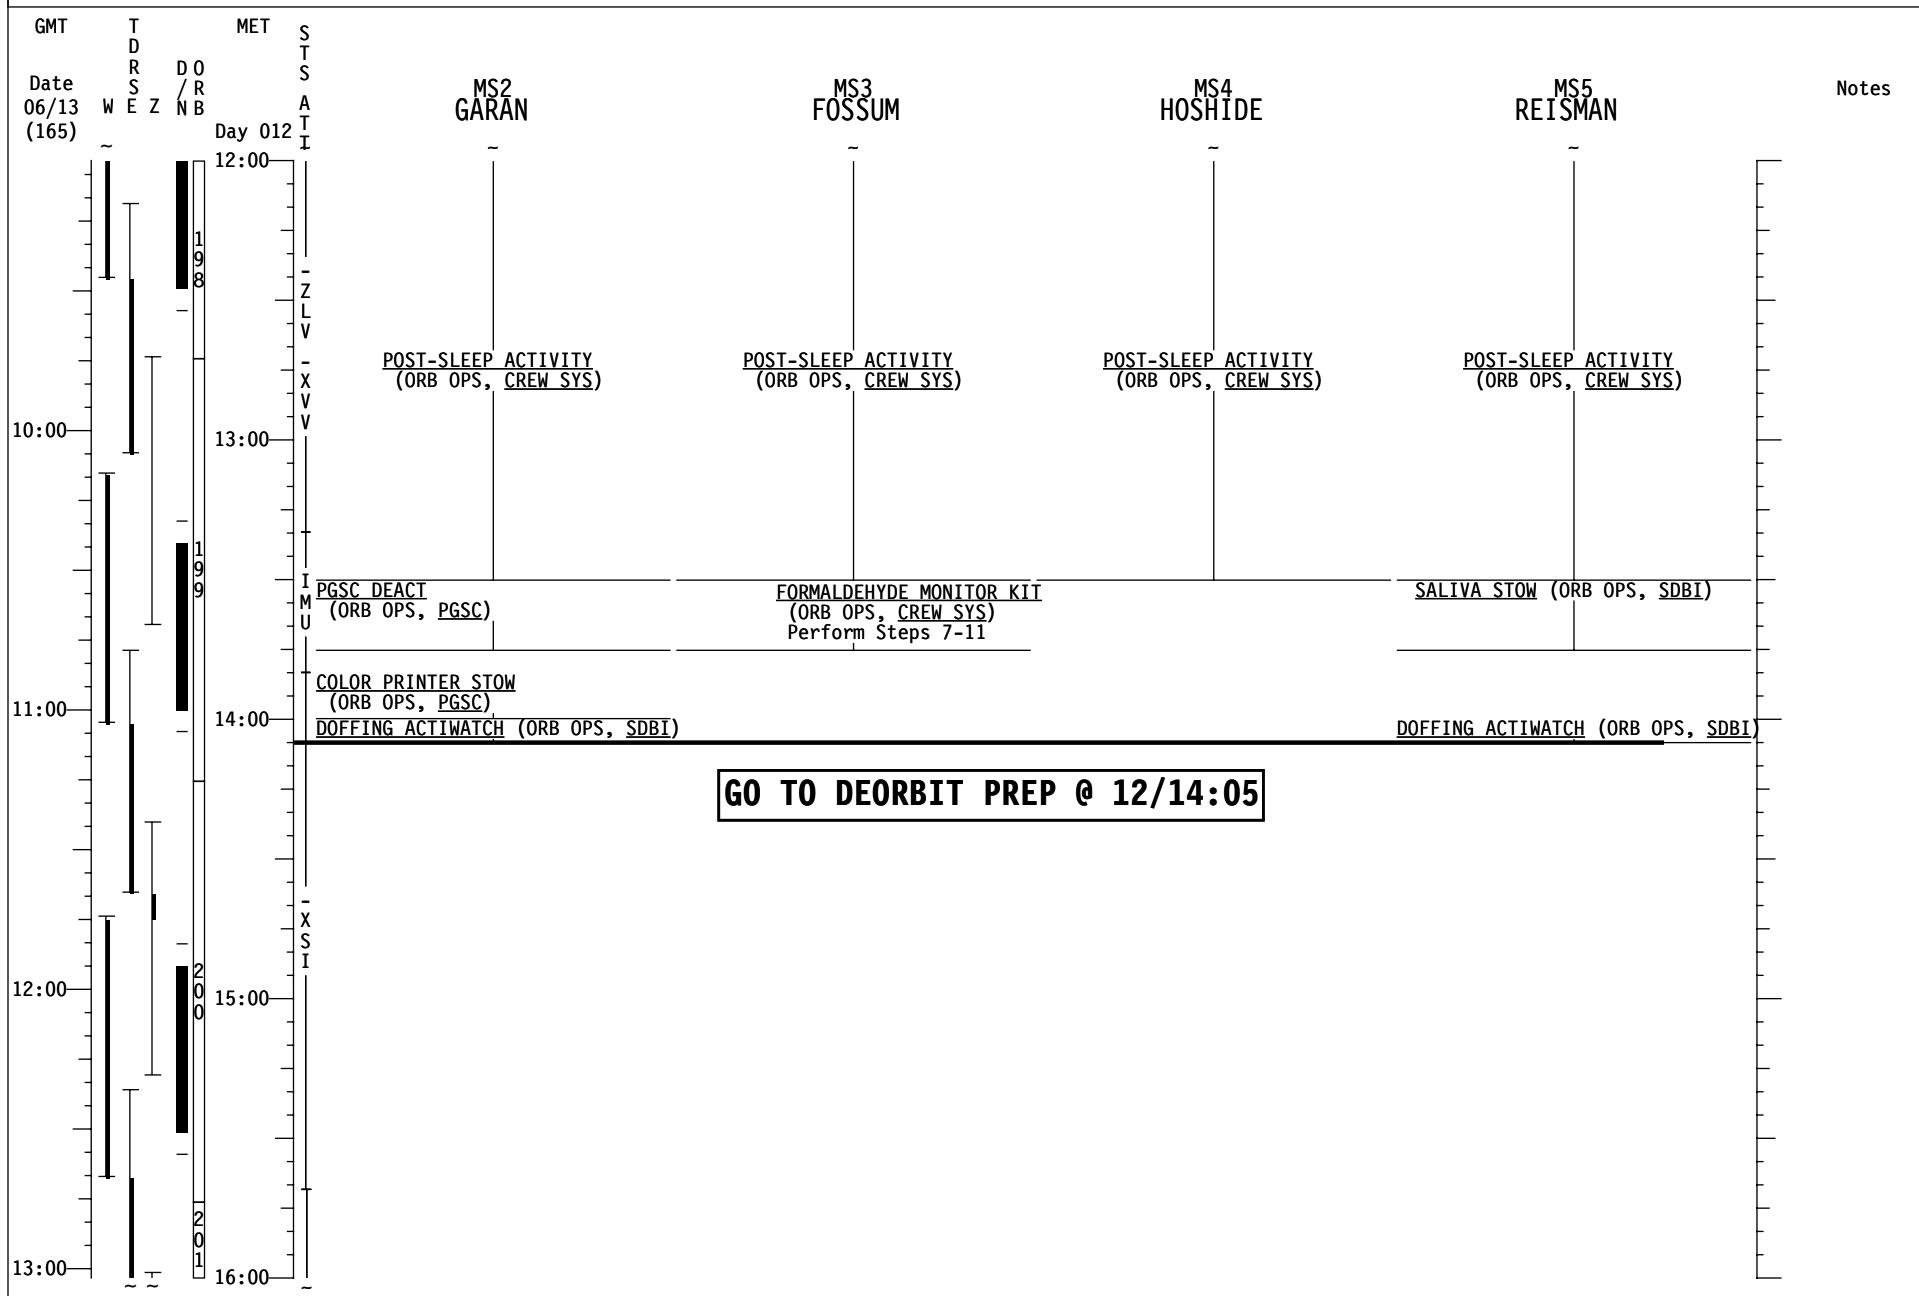 GMT
TDRS
MET
STS ATT
D/N
ORB
Date
06/13
(165)
W E Z
Day 012
MS2
GARAN
MS3
FOSSUM
MS4
HOSHIDE
MS5
REISMAN
Notes
~ ~ ~ ~ ~ ~
12:00
198
-ZLV -XVV
POST-SLEEP ACTIVITY
(ORB OPS, CREW SYS)
POST-SLEEP ACTIVITY
(ORB OPS, CREW SYS)
POST-SLEEP ACTIVITY
(ORB OPS, CREW SYS)
POST-SLEEP ACTIVITY
(ORB OPS, CREW SYS)
10:00
13:00
199
IMU
PGSC DEACT
(ORB OPS, PGSC)
FORMALDEHYDE MONITOR KIT
(ORB OPS, CREW SYS)
Perform Steps 7-11
SALIVA STOW (ORB OPS, SDBI)
COLOR PRINTER STOW
(ORB OPS, PGSC)
11:00
14:00
DOFFING ACTIWATCH (ORB OPS, SDBI)
DOFFING ACTIWATCH (ORB OPS, SDBI)
GO TO DEORBIT PREP @ 12/14:05
-XSI
200
12:00
15:00
201
13:00
16:00
~ ~ ~